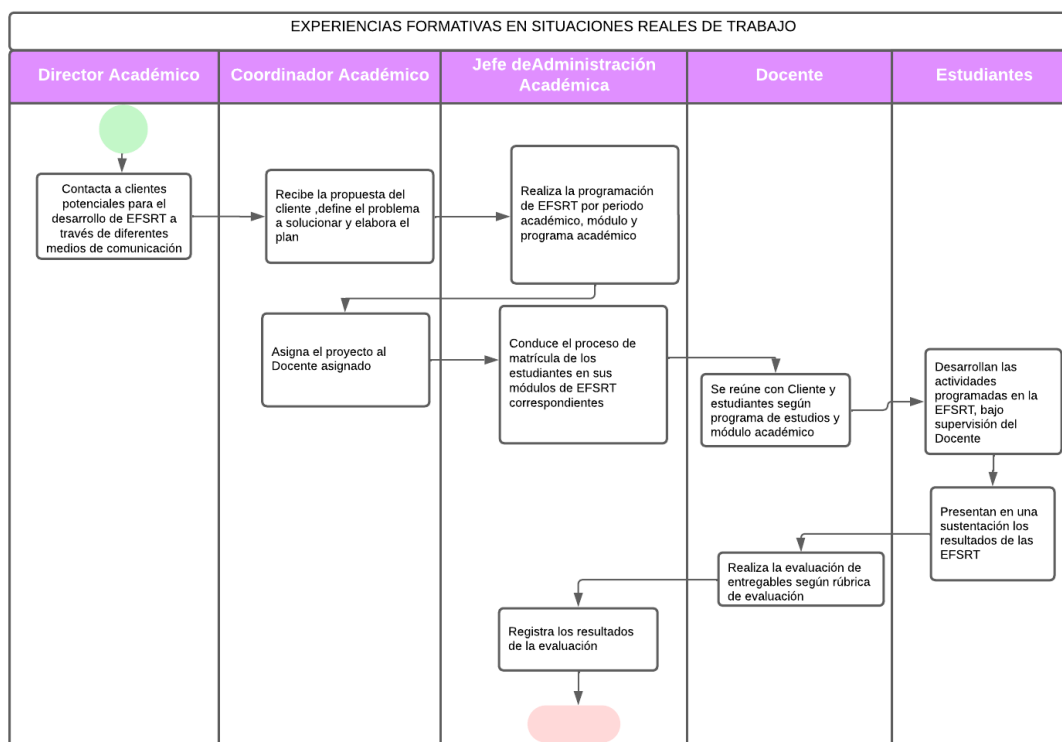 EXPERIENCIAS FORMATIVAS EN SITUACIONES REALES DE TRABAJO
Director Académico
Coordinador Académico
Jefe deAdministración
Académica
Docente
Estudiantes
Contacta a clientes
potenciales para el
desarrollo de EFSRT a
través de diferentes
medios de comunicación
Recibe la propuesta del
cliente ,define el problema
a solucionar y elabora el
plan
Realiza la programación
de EFSRT por periodo
académico, módulo y
programa académico
Asigna el proyecto al
Docente asignado
Conduce el proceso de
matrícula de los
estudiantes en sus
módulos de EFSRT
correspondientes
Se reúne con Cliente y
estudiantes según
programa de estudios y
módulo académico
Desarrollan las
actividades
programadas en la
EFSRT, bajo
supervisión del
Docente
Presentan en una
sustentación los
resultados de las
EFSRT
Realiza la evaluación de
entregables según rúbrica
de evaluación
Registra los resultados
de la evaluación